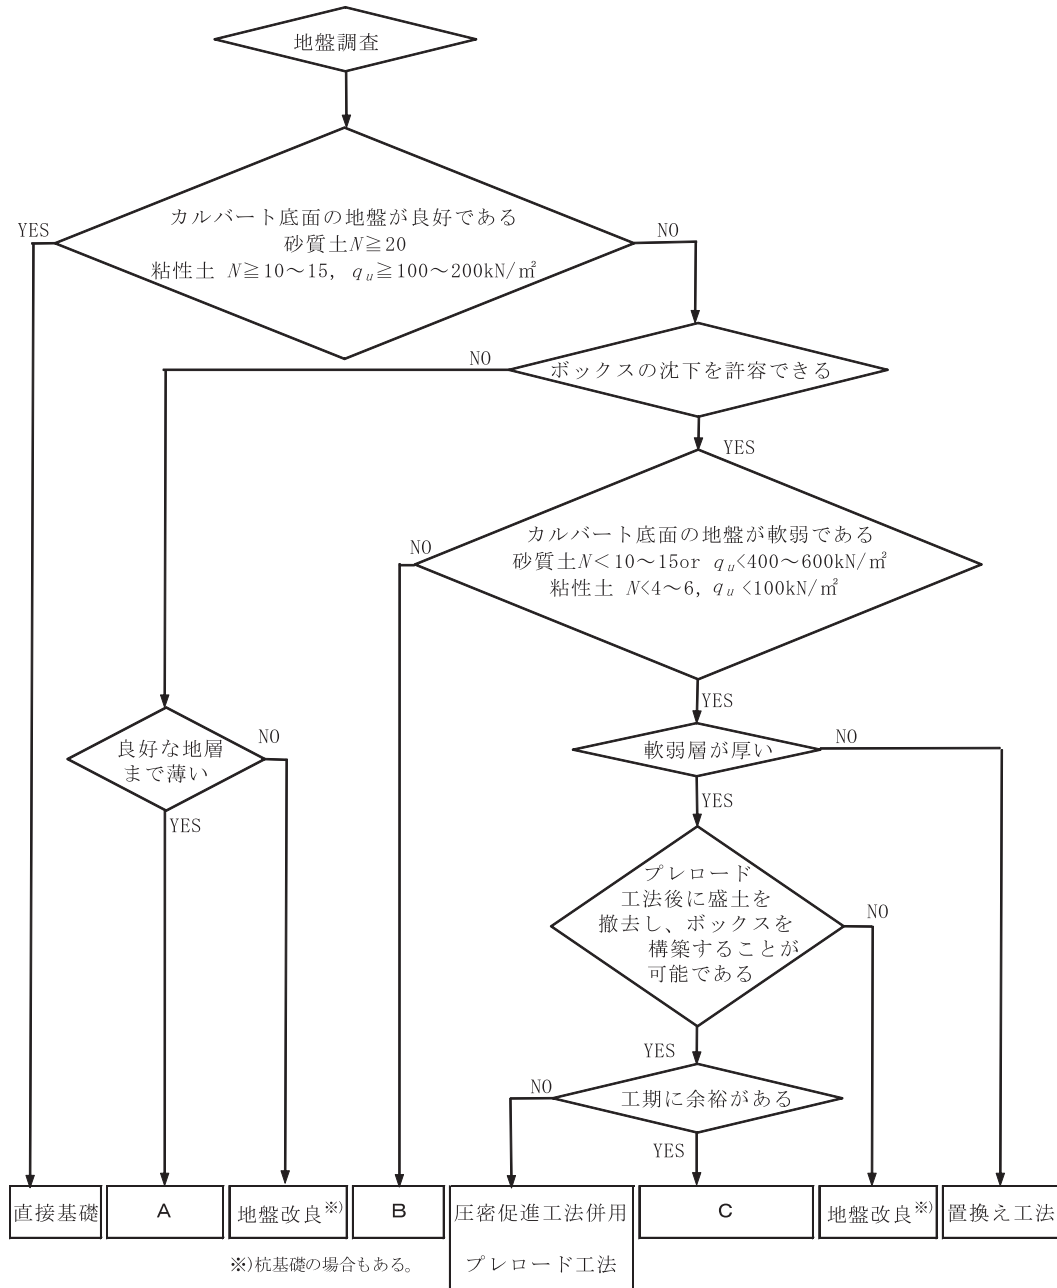 地盤調査
カルバート底面の地盤が良好である
砂質土N≧20
粘性土 N≧10～15, qu≧100～200kN/㎡
YES
NO
ボックスの沈下を許容できる
NO
YES
カルバート底面の地盤が軟弱である
砂質土N＜10～15or qu<400～600kN/㎡
粘性土 N<4～6, qu<100kN/㎡
NO
YES
良好な地層
まで薄い
NO
YES
軟弱層が厚い
NO
YES
プレロード
工法後に盛土を
撤去し、ボックスを
構築することが
可能である
NO
YES
工期に余裕がある
NO
YES
直接基礎
A
地盤改良※)
B
圧密促進工法併用
プレロード工法
C
地盤改良※)
置換え工法
※)杭基礎の場合もある。